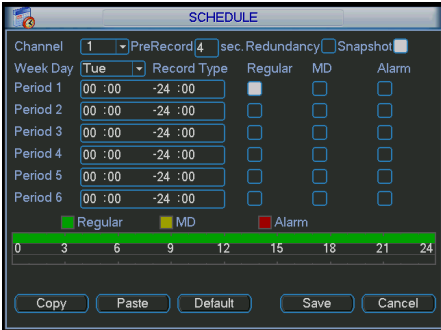 SCHEDULE
Channel 1 PreRecord 4 sec. Redundancy Snapshot
Week Day Tue Record Type Regular MD Alarm
Period 1 00 :00 -24 :00
Period 2 00 :00 -24 :00
Period 3 00 :00 -24 :00
Period 4 00 :00 -24 :00
Period 5 00 :00 -24 :00
Period 6 00 :00 -24 :00
Regular MD Alarm
0 3 6 9 12 15 18 21 24
Copy Paste Default Save Cancel